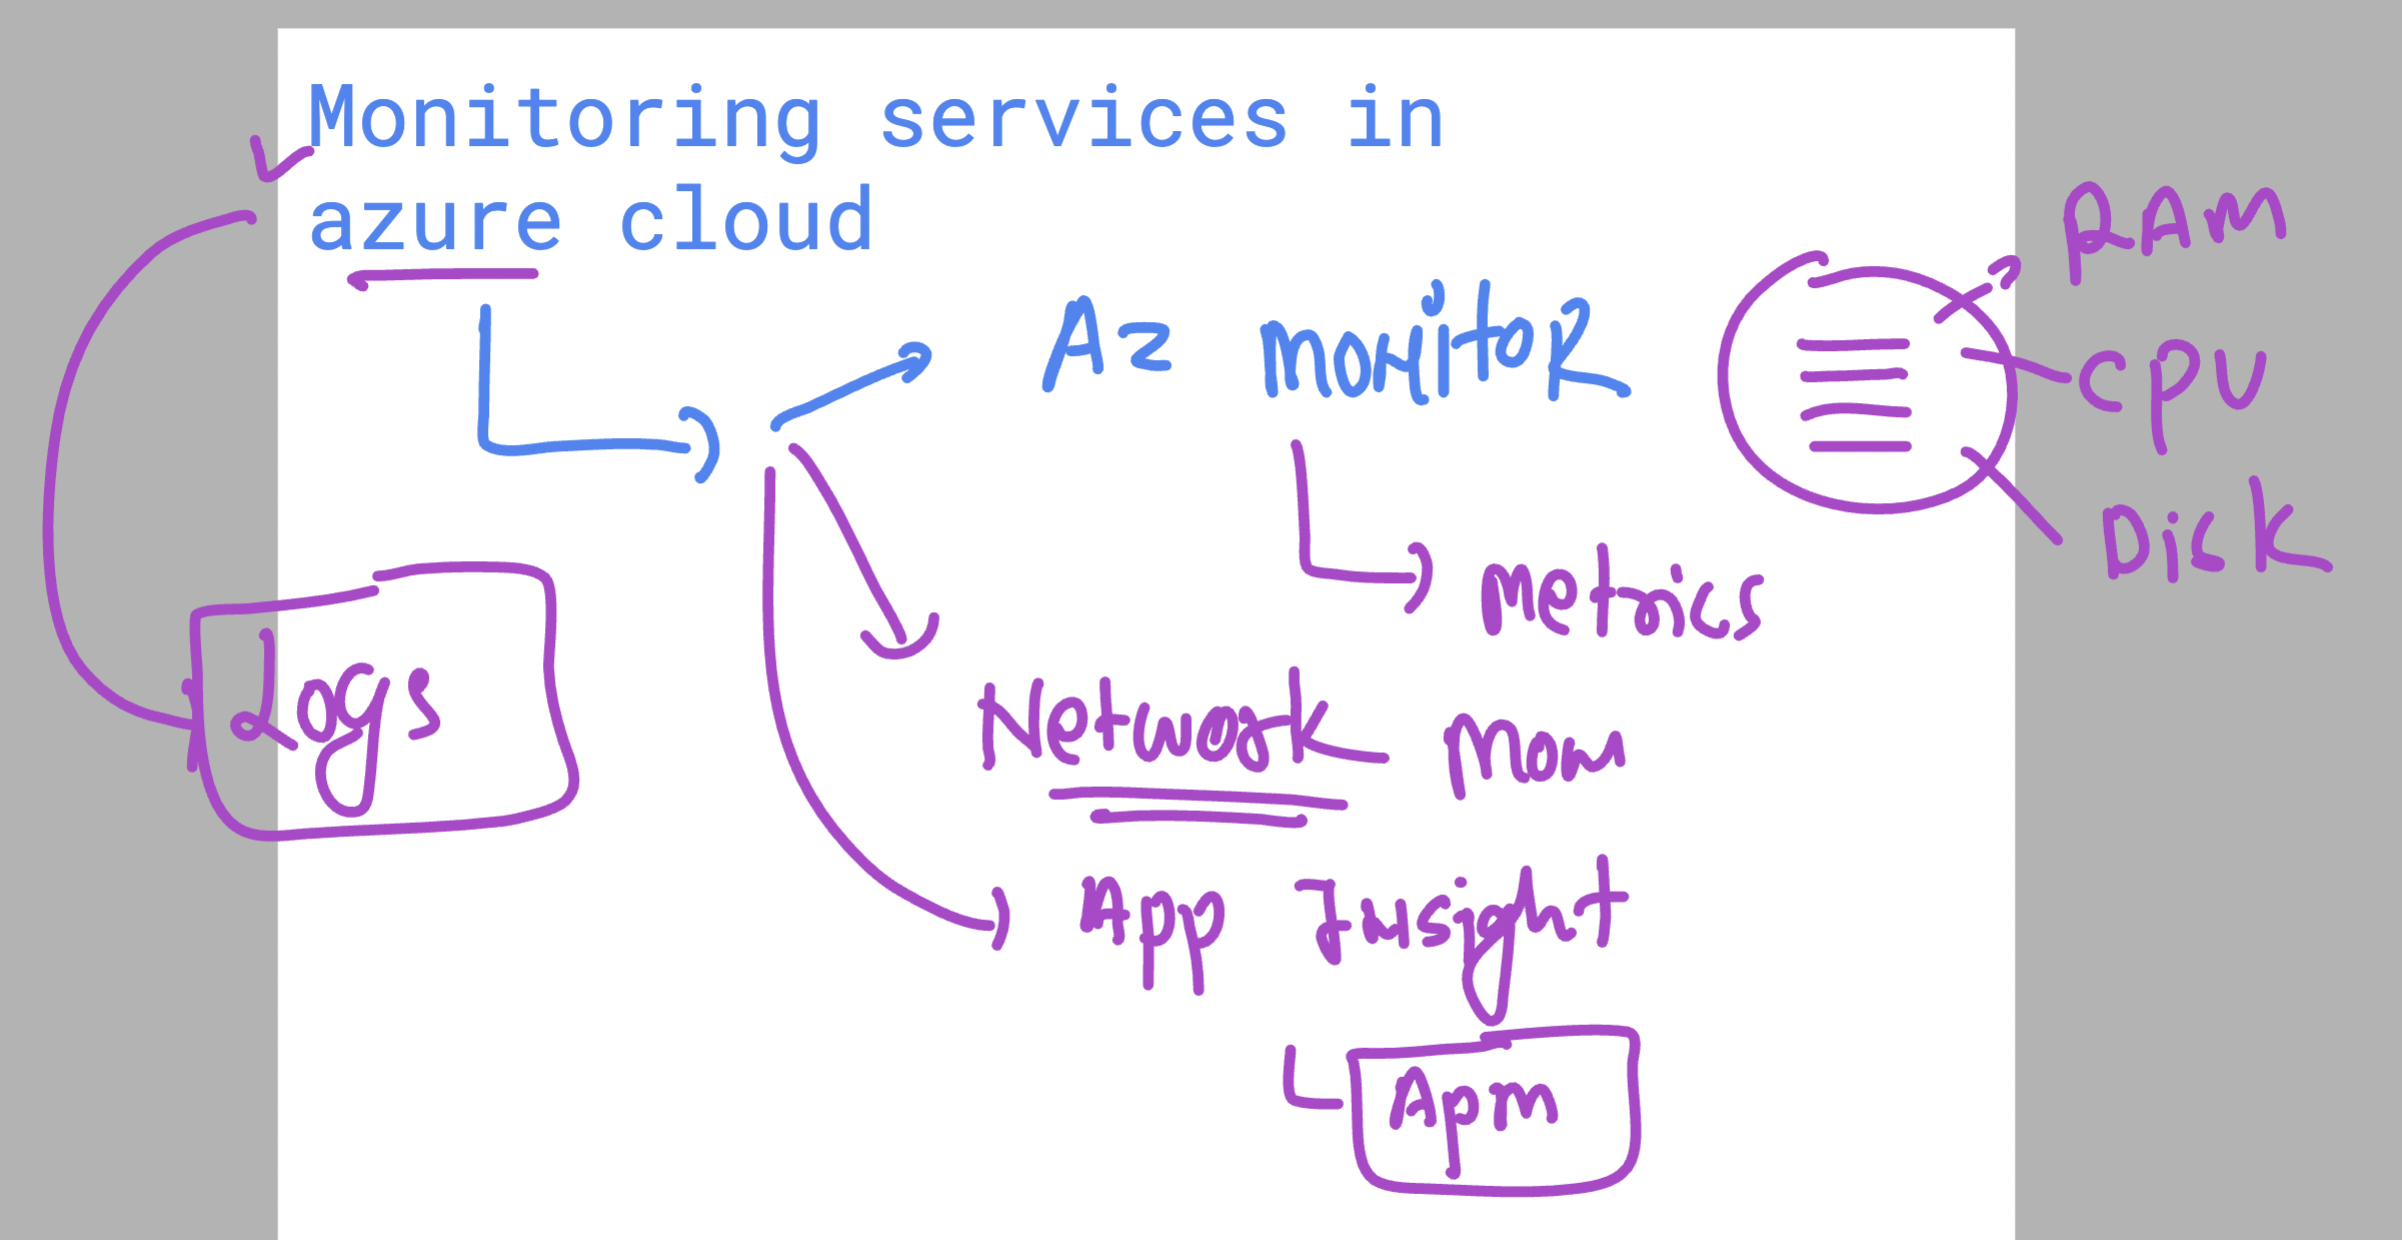 Monitoring services in
azure cloud
Az Monitor
RAM
CPU
Disk
Metrics
Logs
Network Mon
App Insight
Apm